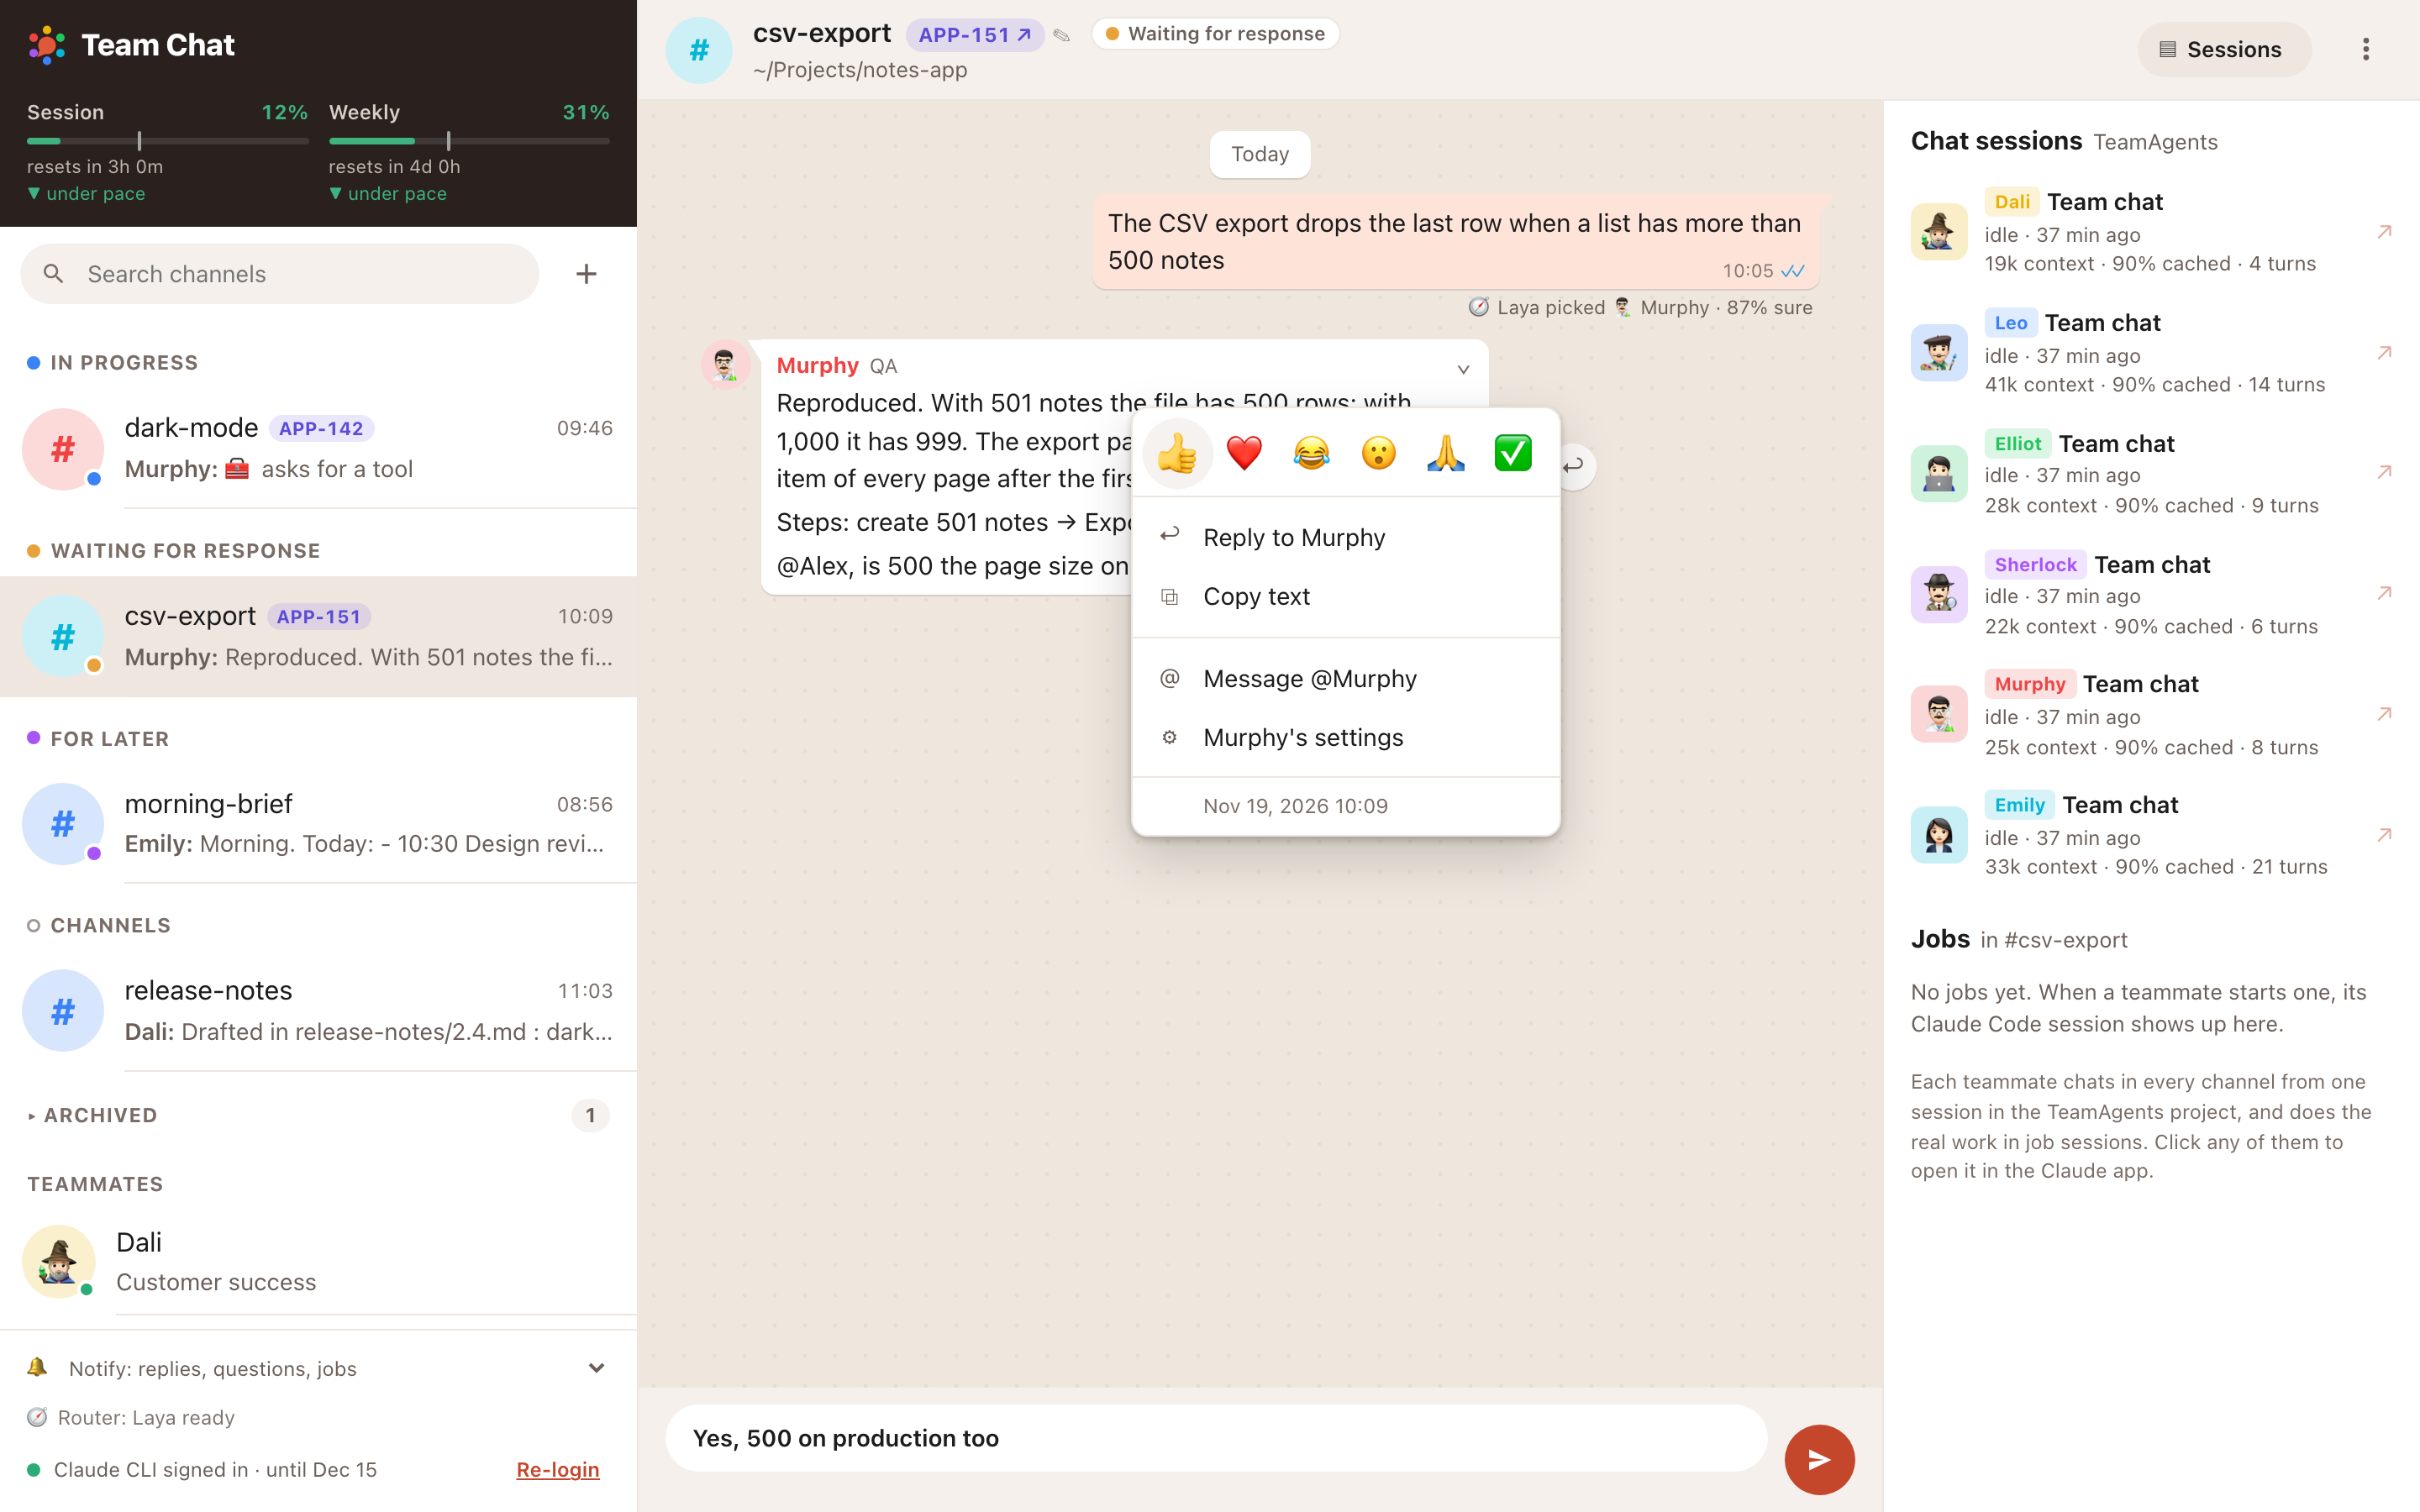 Team Chat
Session 12%
resets in 3h 0m
▼ under pace
Weekly 31%
resets in 4d 0h
▼ under pace
Search channels
IN PROGRESS
dark-mode APP-142 09:46
Murphy: 🧰 asks for a tool
WAITING FOR RESPONSE
csv-export APP-151 10:09
Murphy: Reproduced. With 501 notes the fi...
FOR LATER
morning-brief 08:56
Emily: Morning. Today: - 10:30 Design revi...
CHANNELS
release-notes 11:03
Dali: Drafted in release-notes/2.4.md : dark...
ARCHIVED 1
TEAMMATES
Dali
Customer success
Notify: replies, questions, jobs
Router: Laya ready
Claude CLI signed in · until Dec 15 Re-login
csv-export APP-151 ↗ Waiting for response
~/Projects/notes-app
Sessions
Today
The CSV export drops the last row when a list has more than
500 notes
10:05
Laya picked Murphy · 87% sure
Murphy QA
Reproduced. With 501 notes the file has 500 rows; with
1,000 it has 999. The export pa
item of every page after the firs
Steps: create 501 notes → Expo
@Alex, is 500 the page size on
Reply to Murphy
Copy text
@ Message @Murphy
Murphy's settings
Nov 19, 2026 10:09
Yes, 500 on production too
Chat sessions TeamAgents
Dali Team chat
idle · 37 min ago
19k context · 90% cached · 4 turns
Leo Team chat
idle · 37 min ago
41k context · 90% cached · 14 turns
Elliot Team chat
idle · 37 min ago
28k context · 90% cached · 9 turns
Sherlock Team chat
idle · 37 min ago
22k context · 90% cached · 6 turns
Murphy Team chat
idle · 37 min ago
25k context · 90% cached · 8 turns
Emily Team chat
idle · 37 min ago
33k context · 90% cached · 21 turns
Jobs in #csv-export
No jobs yet. When a teammate starts one, its
Claude Code session shows up here.
Each teammate chats in every channel from one
session in the TeamAgents project, and does the
real work in job sessions. Click any of them to
open it in the Claude app.